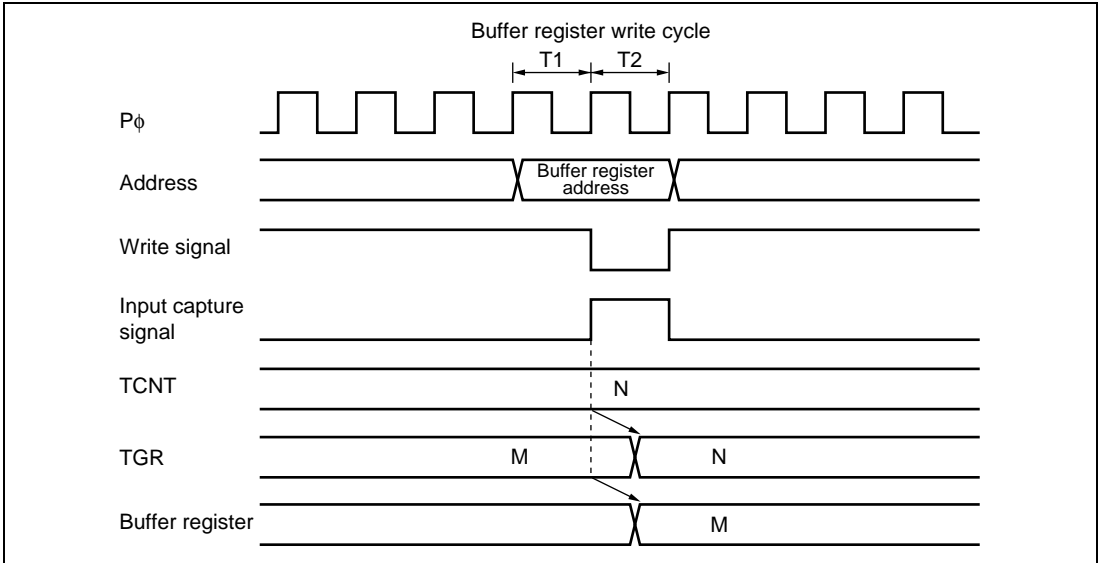 Buffer register write cycle
T1 T2
Pϕ
Address
Buffer register
address
Write signal
Input capture
signal
TCNT
N
TGR
M N
Buffer register
M